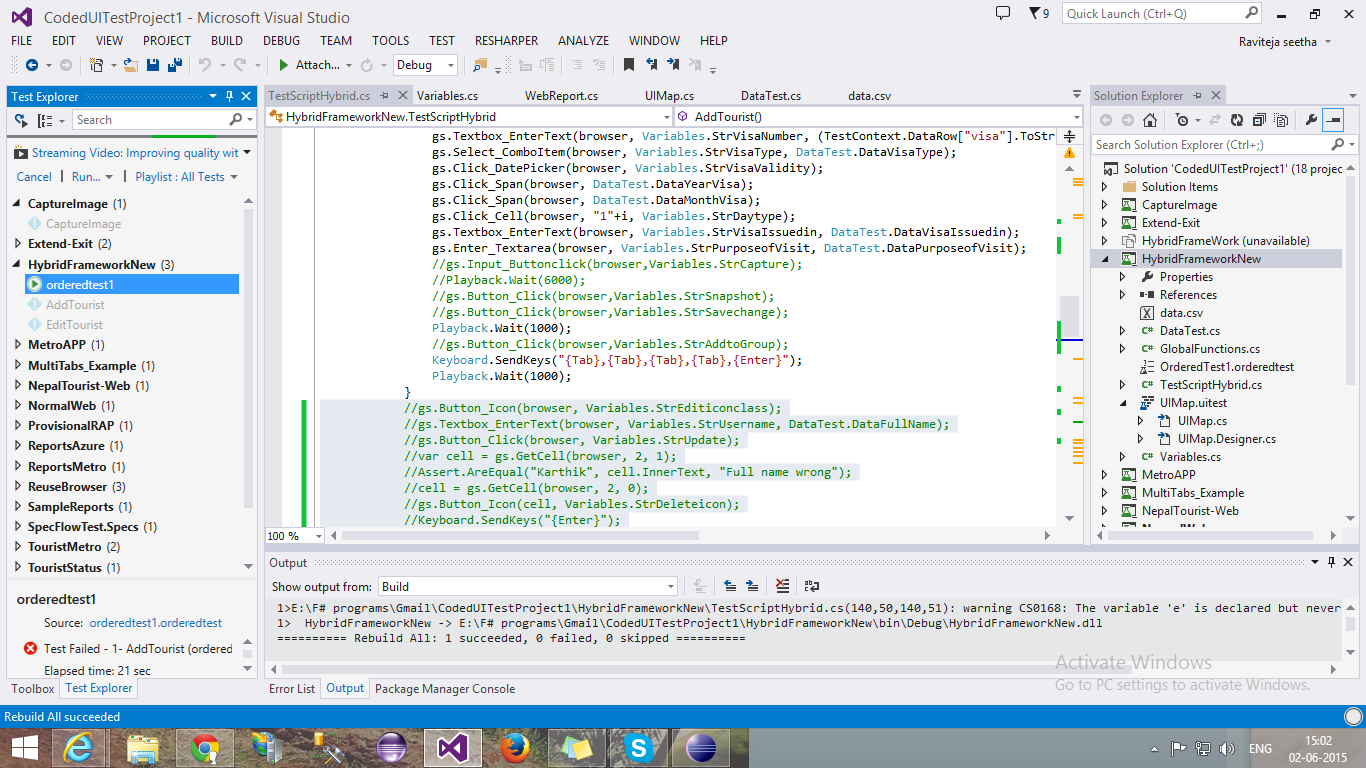 CodedUITestProject1 - Microsoft Visual Studio
9
Quick Launch (Ctrl+Q)
FILE EDIT VIEW PROJECT BUILD DEBUG TEAM TOOLS TEST RESHARPER ANALYZE WINDOW HELP
Raviteja seetha
Attach...
Debug
Test Explorer
Search
Streaming Video: Improving quality wit
Cancel | Run... | Playlist : All Tests
CaptureImage (1)
CaptureImage
Extend-Exit (2)
HybridFrameworkNew (3)
orderedtest1
AddTourist
EditTourist
MetroAPP (1)
MultiTabs_Example (1)
NepalTourist-Web (1)
NormalWeb (1)
ProvisionalRAP (1)
ReportsAzure (1)
ReportsMetro (1)
ReuseBrowser (3)
SampleReports (1)
SpecFlowTest.Specs (1)
TouristMetro (2)
TouristStatus (1)
orderedtest1
Source: orderedtest1.orderedtest
Test Failed - 1- AddTourist (ordered
Elapsed time: 21 sec
Toolbox Test Explorer
TestScriptHybrid.cs Variables.cs WebReport.cs UIMap.cs DataTest.cs data.csv
HybridFrameworkNew.TestScriptHybrid AddTourist()
gs.Textbox_EnterText(browser, Variables.StrVisaNumber, (TestContext.DataRow["visa"].ToStr
gs.Select_ComboItem(browser, Variables.StrVisaType, DataTest.DataVisaType);
gs.Click_DatePicker(browser, Variables.StrVisaValidity);
gs.Click_Span(browser, DataTest.DataYearVisa);
gs.Click_Span(browser, DataTest.DataMonthVisa);
gs.Click_Cell(browser, "1"+i, Variables.StrDaytype);
gs.Textbox_EnterText(browser, Variables.StrVisaIssuedin, DataTest.DataVisaIssuedin);
gs.Enter_Textarea(browser, Variables.StrPurposeofVisit, DataTest.DataPurposeofVisit);
//gs.Input_Buttonclick(browser,Variables.StrCapture);
//Playback.Wait(6000);
//gs.Button_Click(browser,Variables.StrSnapshot);
//gs.Button_Click(browser,Variables.StrSavechange);
Playback.Wait(1000);
//gs.Button_Click(browser,Variables.StrAddtoGroup);
Keyboard.SendKeys("{Tab},{Tab},{Tab},{Tab},{Enter}");
Playback.Wait(1000);
}
//gs.Button_Icon(browser, Variables.StrEditiconclass);
//gs.Textbox_EnterText(browser, Variables.StrUsername, DataTest.DataFullName);
//gs.Button_Click(browser, Variables.StrUpdate);
//var cell = gs.GetCell(browser, 2, 1);
//Assert.AreEqual("Karthik", cell.InnerText, "Full name wrong");
//cell = gs.GetCell(browser, 2, 0);
//gs.Button_Icon(cell, Variables.StrDeleteicon);
//Keyboard.SendKeys("{Enter}");
100 %
Output
Show output from: Build
1>E:\F# programs\Gmail\CodedUITestProject1\HybridFrameworkNew\TestScriptHybrid.cs(140,50,140,51): warning CS0168: The variable 'e' is declared but never
1> HybridFrameworkNew -> E:\F# programs\Gmail\CodedUITestProject1\HybridFrameworkNew\bin\Debug\HybridFrameworkNew.dll
========== Rebuild All: 1 succeeded, 0 failed, 0 skipped ==========
Error List Output Package Manager Console
Solution Explorer
Search Solution Explorer (Ctrl+;)
Solution 'CodedUITestProject1' (18 projec
Solution Items
CaptureImage
Extend-Exit
HybridFrameWork (unavailable)
HybridFrameworkNew
Properties
References
data.csv
DataTest.cs
GlobalFunctions.cs
OrderedTest1.orderedtest
TestScriptHybrid.cs
UIMap.uitest
UIMap.cs
UIMap.Designer.cs
Variables.cs
MetroAPP
MultiTabs_Example
NepalTourist-Web
Activate Windows
Go to PC settings to activate Windows.
Rebuild All succeeded
ENG
15:02
02-06-2015